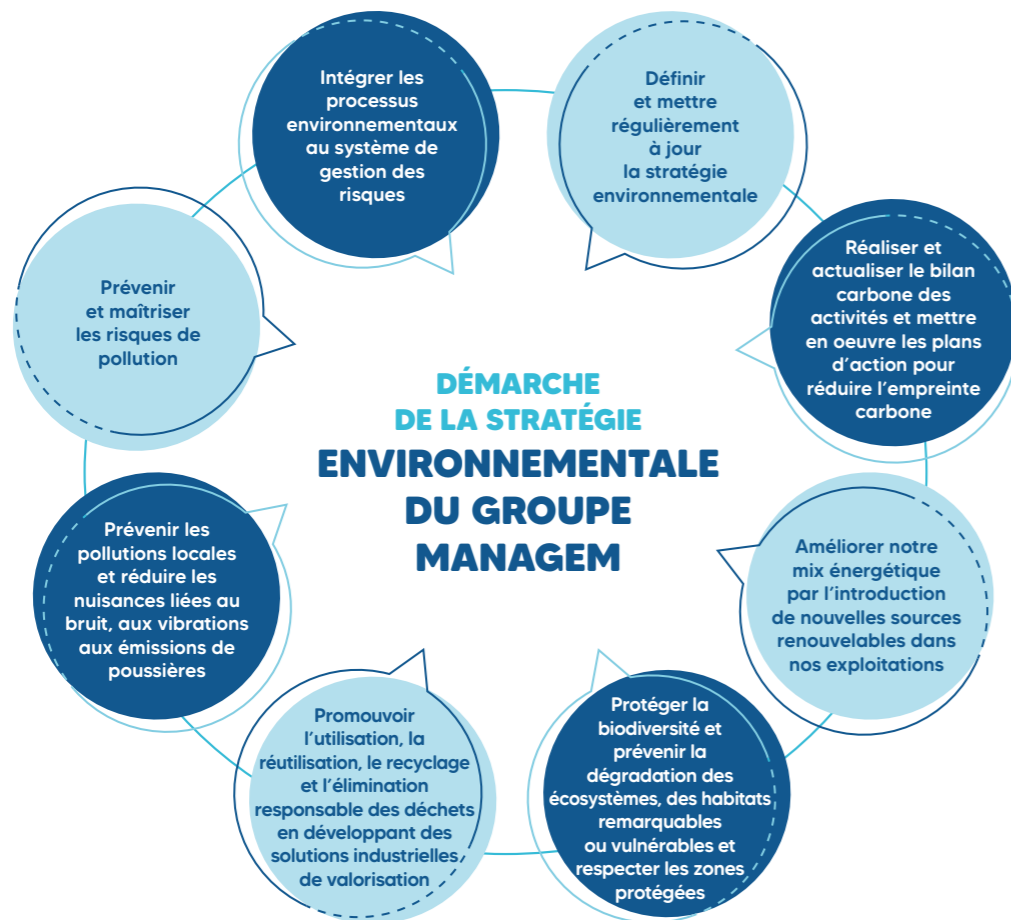 Intégrer les
processus
environnementaux
au système de
gestion des
risques
Définir
et mettre
régulièrement
à jour
la stratégie
environnementale
Réaliser et
actualiser le bilan
carbone des
activités et mettre
en oeuvre les plans
d’action pour
réduire l’empreinte
carbone
Améliorer notre
mix énergétique
par l’introduction
de nouvelles sources
renouvelables dans
nos exploitations
Protéger la
biodiversité et
prévenir la
dégradation des
écosystèmes, des habitats
remarquables
ou vulnérables et
respecter les zones
protégées
Promouvoir
l’utilisation, la
réutilisation, le recyclage
et l’élimination
responsable des déchets
en développant des
solutions industrielles
de valorisation
Prévenir les
pollutions locales
et réduire les
nuisances liées au
bruit, aux vibrations
aux émissions de
poussières
Prévenir
et maîtriser
les risques de
pollution
DÉMARCHE
DE LA STRATÉGIE
ENVIRONNEMENTALE
DU GROUPE
MANAGEM